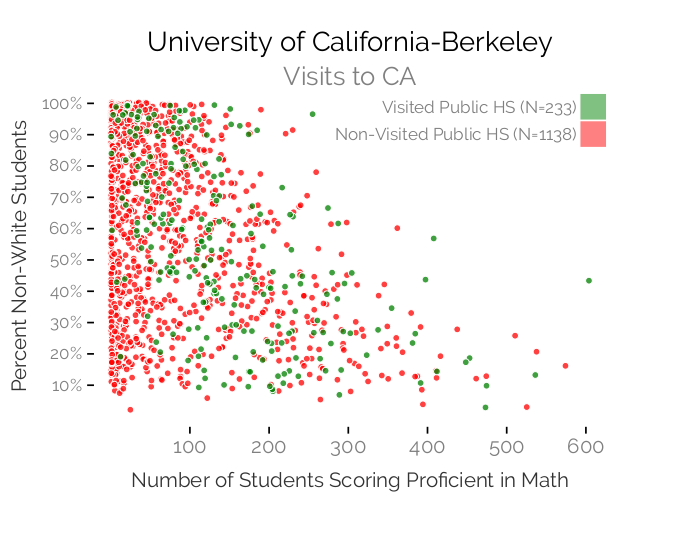 University of California-Berkeley
Visits to CA
Visited Public HS (N=233)
Non-Visited Public HS (N=1138)
Percent Non-White Students
100%
90%
80%
70%
60%
50%
40%
30%
20%
10%
100
200
300
400
500
600
Number of Students Scoring Proficient in Math